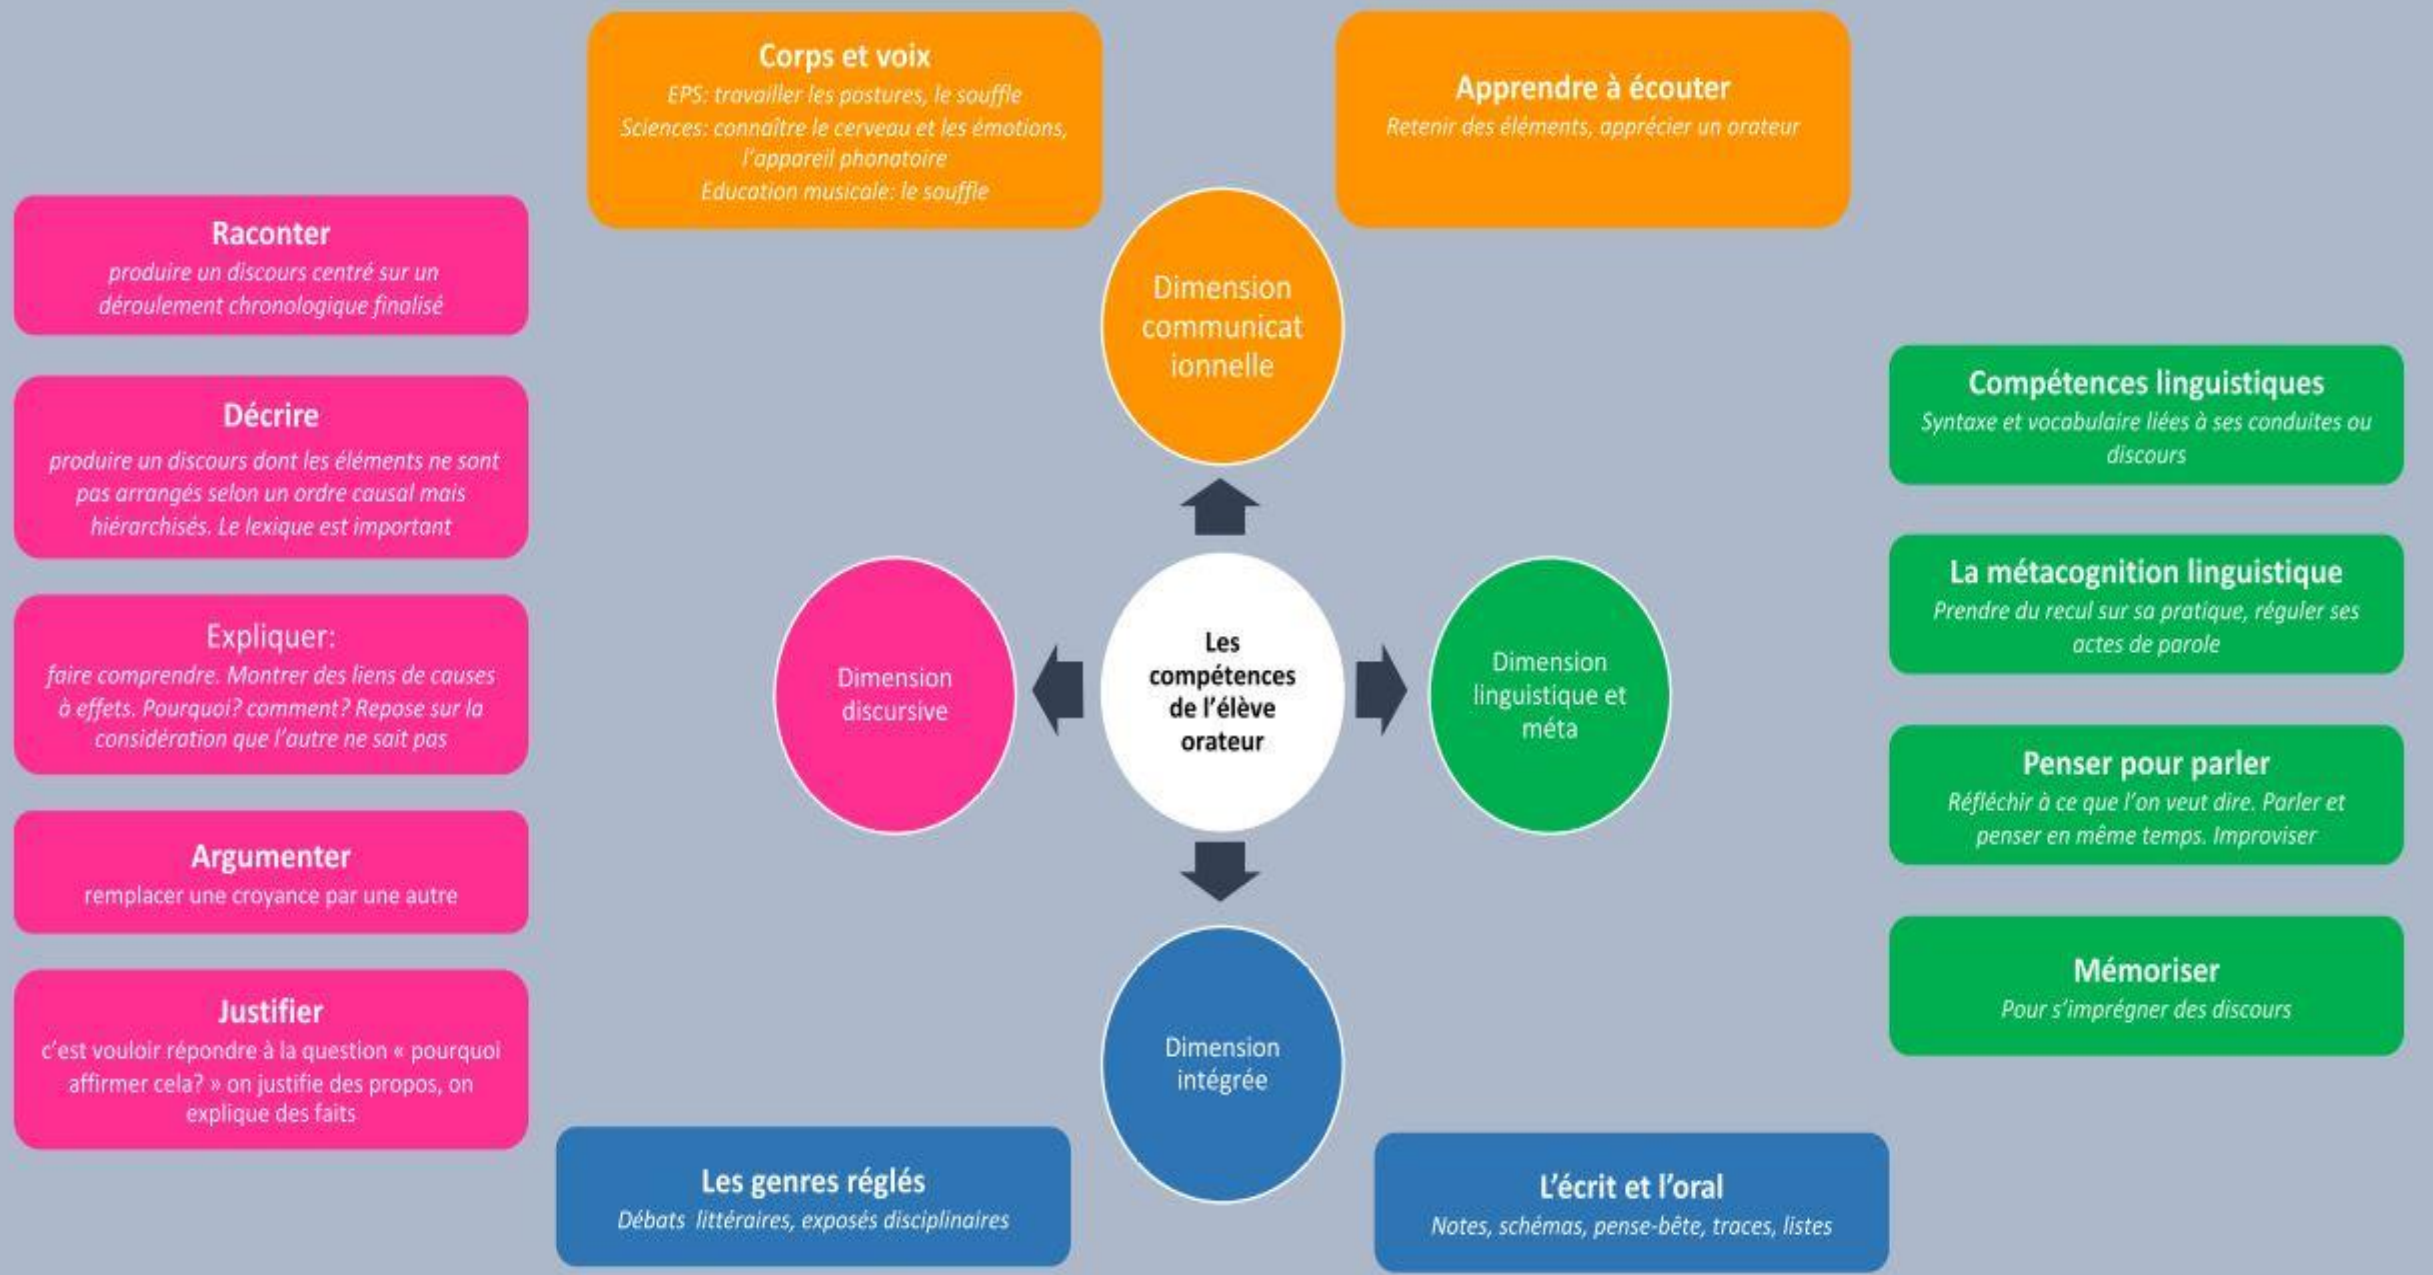 Corps et voix
EPS: travailler les postures, le souffle
Sciences: connaître le cerveau et les émotions,
l'appareil phonatoire
Education musicale: le souffle
Apprendre à écouter
Retenir des éléments, apprécier un orateur
Raconter
produire un discours centré sur un
déroulement chronologique finalisé
Décrire
produire un discours dont les éléments ne sont
pas arrangés selon un ordre causal mais
hiérarchisés. Le lexique est important
Expliquer:
faire comprendre. Montrer des liens de causes
à effets. Pourquoi? comment? Repose sur la
considération que l'autre ne sait pas
Argumenter
remplacer une croyance par une autre
Justifier
c'est vouloir répondre à la question « pourquoi
affirmer cela? » on justifie des propos, on
explique des faits
Dimension
communicat
ionnelle
Dimension
discursive
Les
compétences
de l'élève
orateur
Dimension
linguistique et
méta
Dimension
intégrée
Compétences linguistiques
Syntaxe et vocabulaire liées à ses conduites ou
discours
La métacognition linguistique
Prendre du recul sur sa pratique, réguler ses
actes de parole
Penser pour parler
Réfléchir à ce que l'on veut dire. Parler et
penser en même temps. Improviser
Mémoriser
Pour s'imprégner des discours
Les genres réglés
Débats littéraires, exposés disciplinaires
L'écrit et l'oral
Notes, schémas, pense-bête, traces, listes